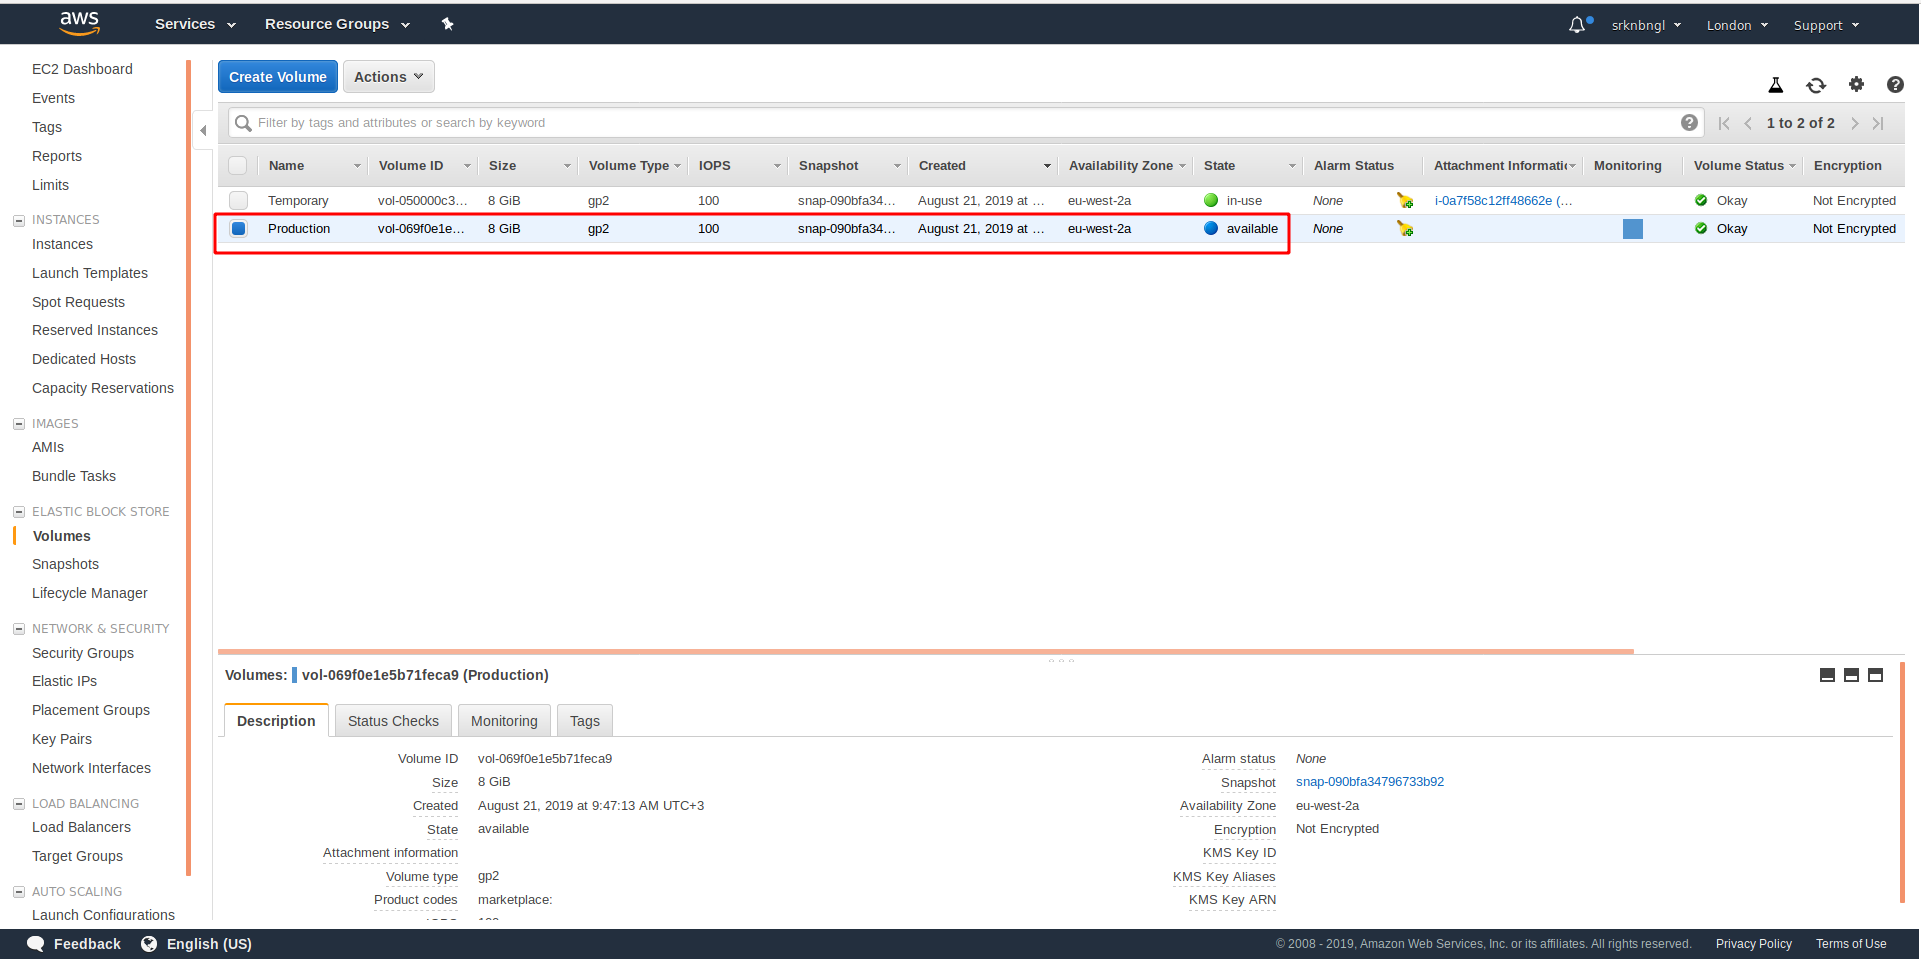 aws Services Resource Groups srknbngl London Support
EC2 Dashboard
Events
Tags
Reports
Limits
INSTANCES
Instances
Launch Templates
Spot Requests
Reserved Instances
Dedicated Hosts
Capacity Reservations
IMAGES
AMIs
Bundle Tasks
ELASTIC BLOCK STORE
Volumes
Snapshots
Lifecycle Manager
NETWORK & SECURITY
Security Groups
Elastic IPs
Placement Groups
Key Pairs
Network Interfaces
LOAD BALANCING
Load Balancers
Target Groups
AUTO SCALING
Launch Configurations
Create Volume Actions
Filter by tags and attributes or search by keyword 1 to 2 of 2
Name Volume ID Size Volume Type IOPS Snapshot Created Availability Zone State Alarm Status Attachment Informatic Monitoring Volume Status Encryption
Temporary vol-050000c3... 8 GiB gp2 100 snap-090bfa34... August 21, 2019 at ... eu-west-2a in-use None i-0a7f58c12ff48662e (... Okay Not Encrypted
Production vol-069f0e1e... 8 GiB gp2 100 snap-090bfa34... August 21, 2019 at ... eu-west-2a available None Okay Not Encrypted
Volumes: vol-069f0e1e5b71feca9 (Production)
Description Status Checks Monitoring Tags
Volume ID vol-069f0e1e5b71feca9 Alarm status None
Size 8 GiB Snapshot snap-090bfa34796733b92
Created August 21, 2019 at 9:47:13 AM UTC+3 Availability Zone eu-west-2a
State available Encryption Not Encrypted
Attachment information KMS Key ID
Volume type gp2 KMS Key Aliases
Product codes marketplace: KMS Key ARN
Feedback English (US) © 2008 - 2019, Amazon Web Services, Inc. or its affiliates. All rights reserved. Privacy Policy Terms of Use